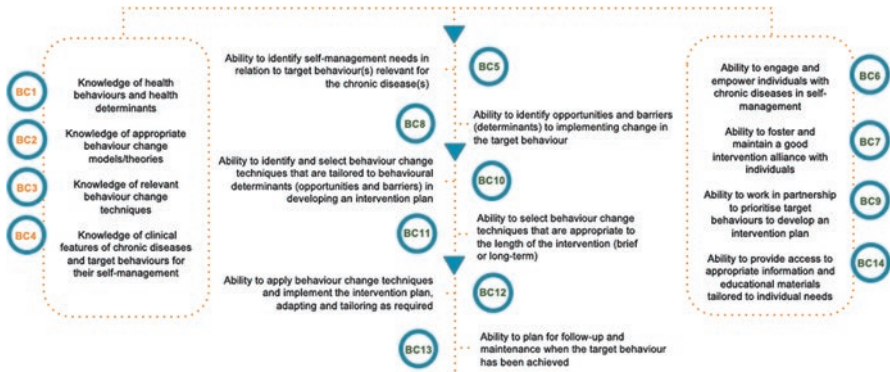 BC1
Knowledge of health
behaviours and health
determinants
BC2
Knowledge of appropriate
behaviour change
models/theories
BC3
Knowledge of relevant
behaviour change
techniques
BC4
Knowledge of clinical
features of chronic diseases
and target behaviours for
their self-management
Ability to identify self-management needs in
relation to target behaviour(s) relevant for
the chronic disease(s)
BC5
BC8
Ability to identify opportunities and barriers
(determinants) to implementing change in
the target behaviour
Ability to identify and select behaviour change
techniques that are tailored to behavioural
determinants (opportunities and barriers) in
developing an intervention plan
BC10
BC11
Ability to select behaviour change
techniques that are appropriate to
the length of the intervention (brief
or long-term)
Ability to apply behaviour change techniques
and implement the intervention plan,
adapting and tailoring as required
BC12
BC13
Ability to plan for follow-up and
maintenance when the target behaviour
has been achieved
Ability to engage and
empower individuals with
chronic diseases in self-
management
BC6
Ability to foster and
maintain a good
intervention alliance with
individuals
BC7
Ability to work in partnership
to prioritise target
behaviours to develop an
intervention plan
BC9
Ability to provide access to
appropriate information and
educational materials
tailored to individual needs
BC14